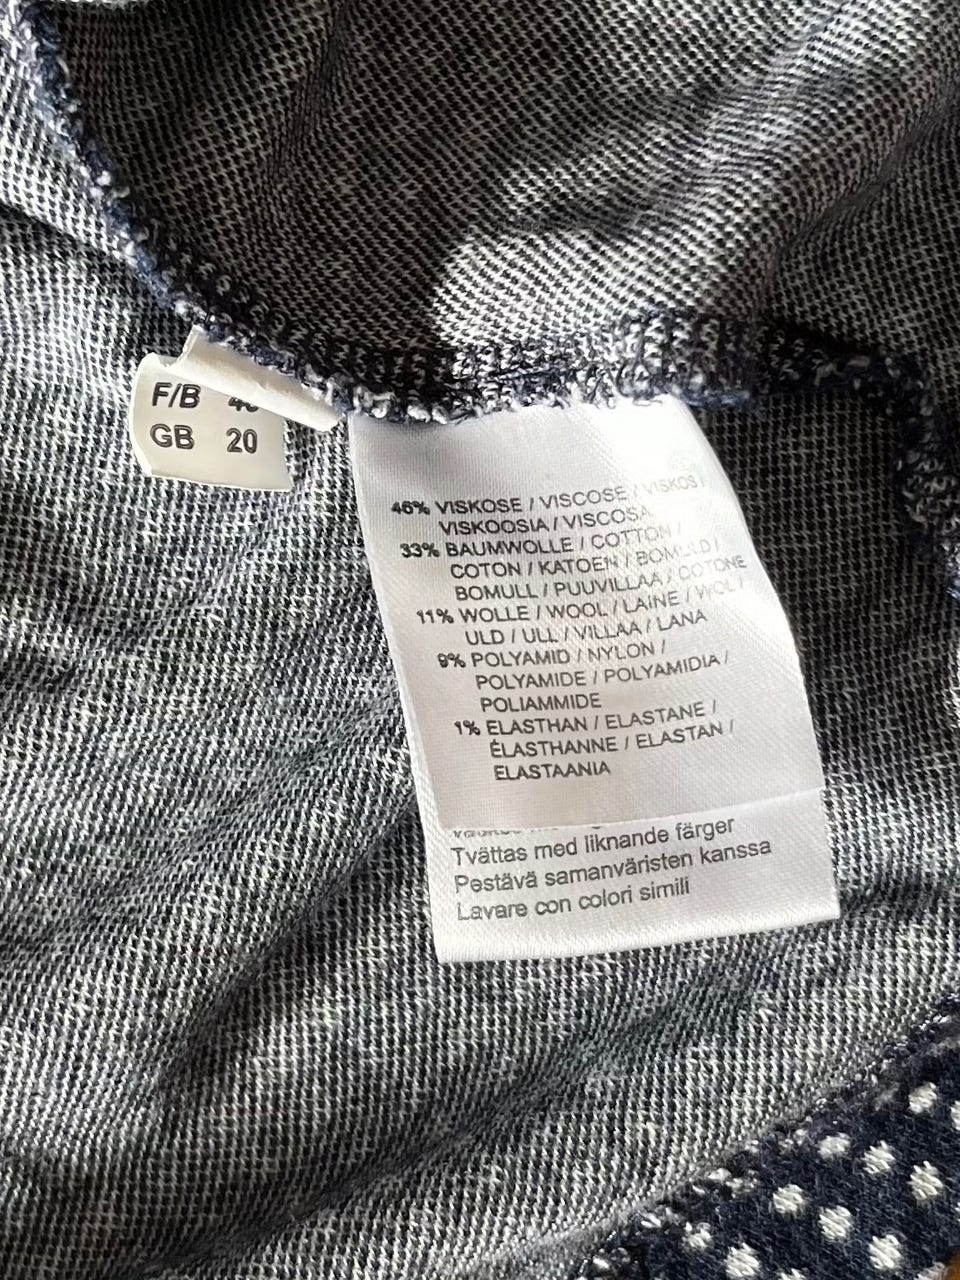 F/B
GB 20
46% VISKOSE / VISCOSE / VISKOS /
VISKOOSIA / VISCOSA
33% BAUMWOLLE / COTTON /
COTON / KATOEN / BOMULD /
BOMULL / PUUVILLAA / COTONE
11% WOLLE / WOOL / LAINE / WOL /
ULD / ULL / VILLAA / LANA
9% POLYAMID / NYLON /
POLYAMIDE / POLYAMIDIA /
POLIAMMIDE
1% ELASTHAN / ELASTANE /
ÉLASTHANNE / ELASTAN /
ELASTAANIA
Tvättas med liknande färger
Pestävä samanväristen kanssa
Lavare con colori simili